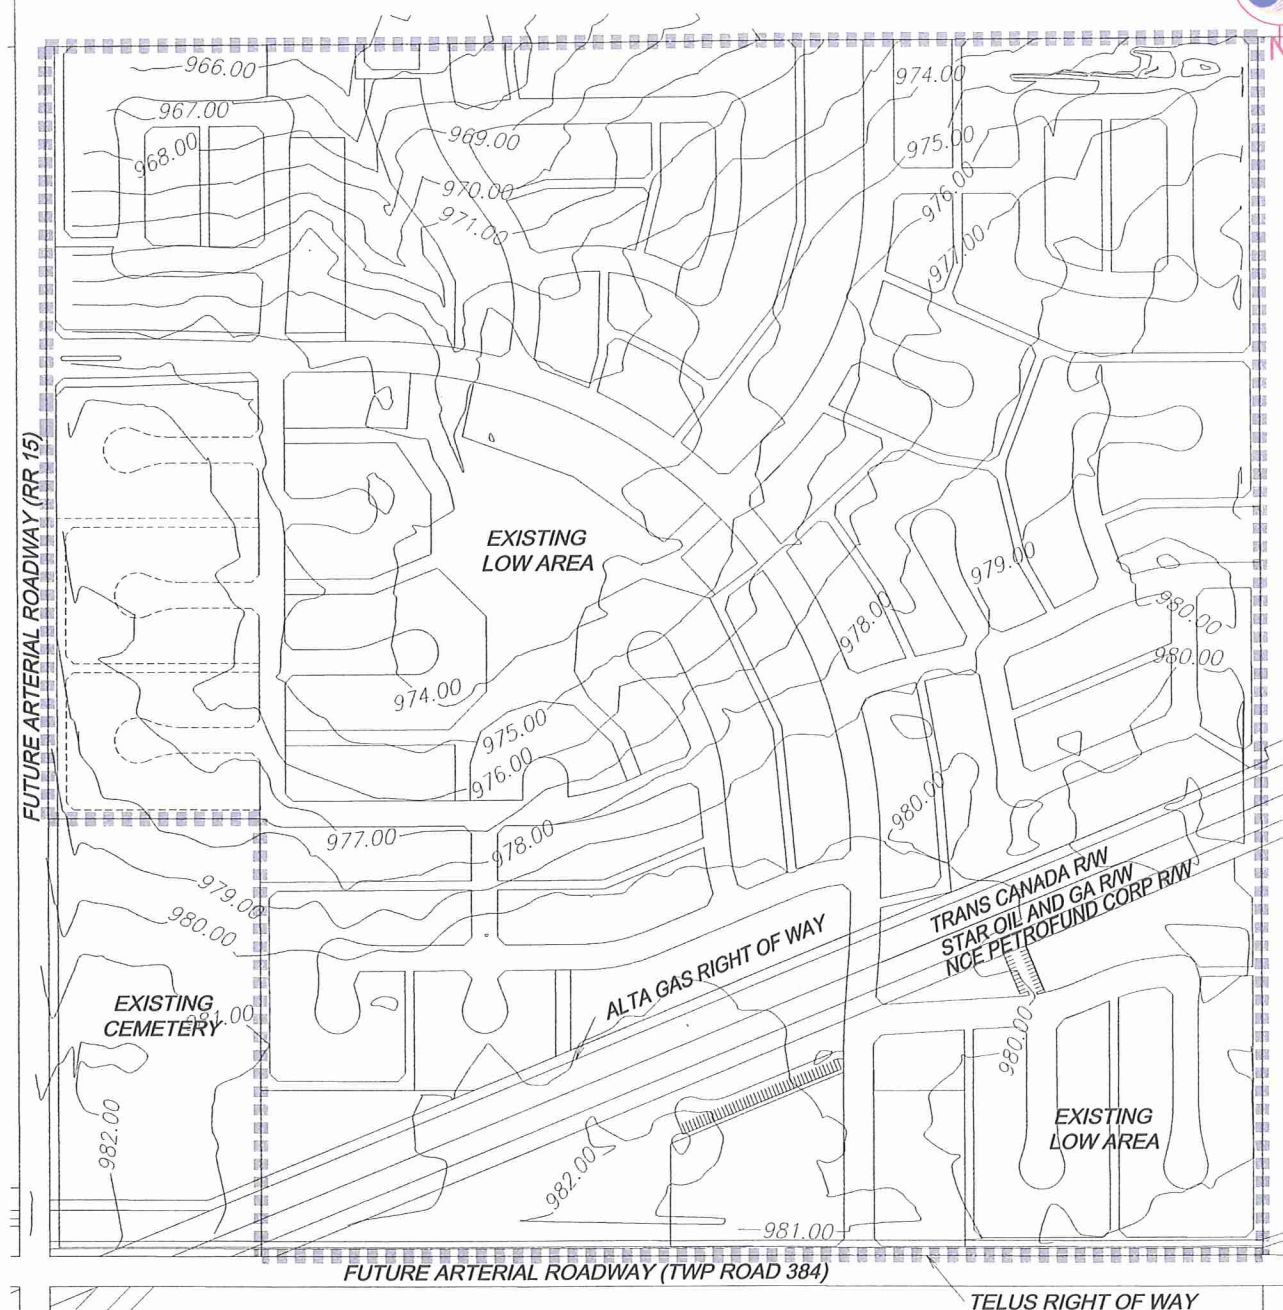 N
966.00
974.00
967.00
969.00
975.00
968.00
970.00
976.00
971.00
977.00
FUTURE ARTERIAL ROADWAY (RR 15)
EXISTING
LOW AREA
979.00
978.00
980.00
980.00
974.00
975.00
976.00
980.00
977.00
978.00
979.00
980.00
TRANS CANADA R/W
STAR OIL AND GA R/W
NCE PETROFUND CORP R/W
ALTA GAS RIGHT OF WAY
EXISTING
CEMETERY
981.00
980.00
982.00
982.00
EXISTING
LOW AREA
981.00
FUTURE ARTERIAL ROADWAY (TWP ROAD 384)
TELUS RIGHT OF WAY